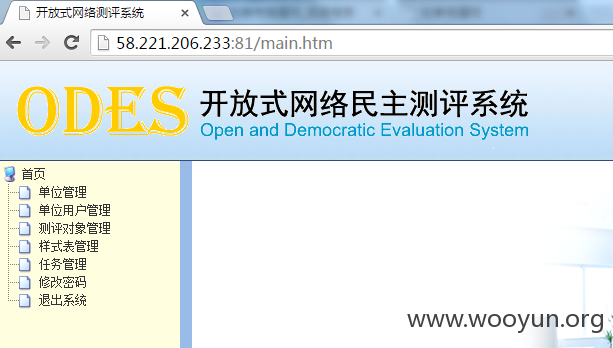 开放式网络测评系统
58.221.206.233:81/main.htm
ODES 开放式网络民主测评系统
Open and Democratic Evaluation System
首页
单位管理
单位用户管理
测评对象管理
样式表管理
任务管理
修改密码
退出系统
www.wooyun.org